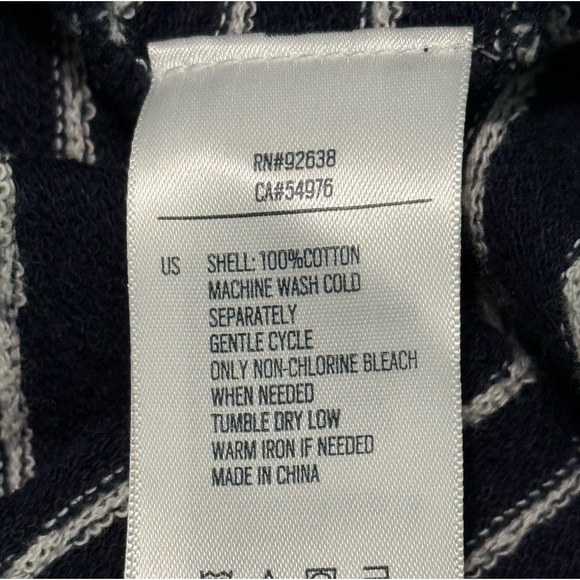 RN#92638
CA#54976
US SHELL: 100%COTTON
MACHINE WASH COLD
SEPARATELY
GENTLE CYCLE
ONLY NON-CHLORINE BLEACH
WHEN NEEDED
TUMBLE DRY LOW
WARM IRON IF NEEDED
MADE IN CHINA